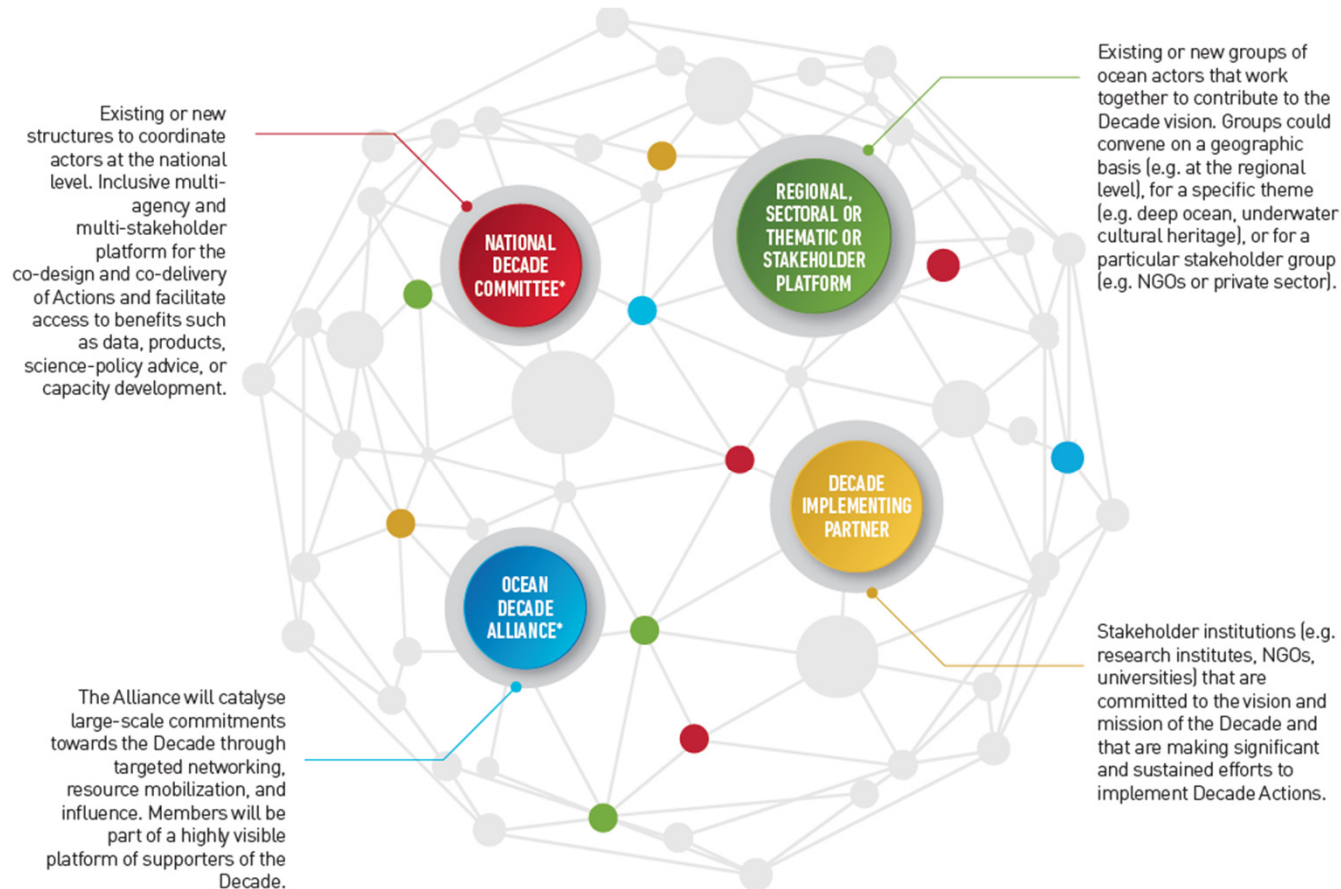 Existing or new
structures to coordinate
actors at the national
level. Inclusive multi-
agency and
multi-stakeholder
platform for the
co-design and co-delivery
of Actions and facilitate
access to benefits such
as data, products,
science-policy advice, or
capacity development.
NATIONAL
DECADE
COMMITTEE*
REGIONAL,
SECTORAL OR
THEMATIC OR
STAKEHOLDER
PLATFORM
Existing or new groups of
ocean actors that work
together to contribute to the
Decade vision. Groups could
convene on a geographic
basis (e.g. at the regional
level), for a specific theme
(e.g. deep ocean, underwater
cultural heritage), or for a
particular stakeholder group
(e.g. NGOs or private sector).
The Alliance will catalyse
large-scale commitments
towards the Decade through
targeted networking,
resource mobilization, and
influence. Members will be
part of a highly visible
platform of supporters of the
Decade.
OCEAN
DECADE
ALLIANCE*
DECADE
IMPLEMENTING
PARTNER
Stakeholder institutions (e.g.
research institutes, NGOs,
universities) that are
committed to the vision and
mission of the Decade and
that are making significant
and sustained efforts to
implement Decade Actions.